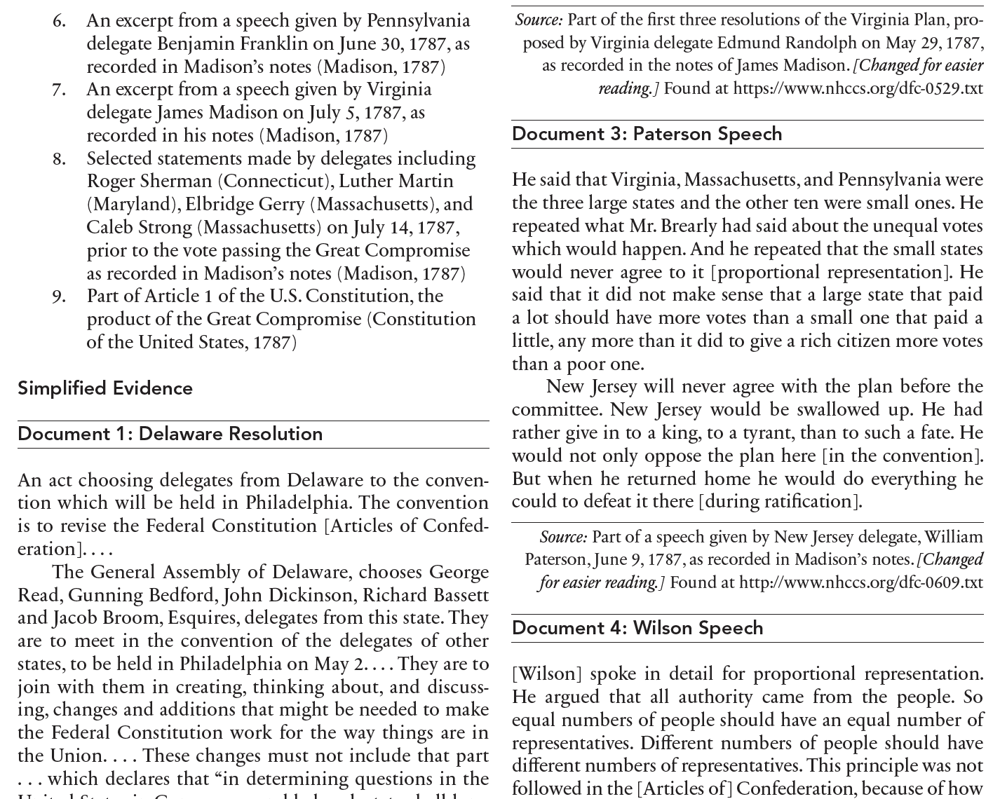 6. An excerpt from a speech given by Pennsylvania
delegate Benjamin Franklin on June 30, 1787, as
recorded in Madison's notes (Madison, 1787)
7. An excerpt from a speech given by Virginia
delegate James Madison on July 5, 1787, as
recorded in his notes (Madison, 1787)
8. Selected statements made by delegates including
Roger Sherman (Connecticut), Luther Martin
(Maryland), Elbridge Gerry (Massachusetts), and
Caleb Strong (Massachusetts) on July 14, 1787,
prior to the vote passing the Great Compromise
as recorded in Madison's notes (Madison, 1787)
9. Part of Article 1 of the U.S. Constitution, the
product of the Great Compromise (Constitution
of the United States, 1787)
Simplified Evidence
Document 1: Delaware Resolution
An act choosing delegates from Delaware to the conven-
tion which will be held in Philadelphia. The convention
is to revise the Federal Constitution [Articles of Confed-
eration]. . . .
The General Assembly of Delaware, chooses George
Read, Gunning Bedford, John Dickinson, Richard Bassett
and Jacob Broom, Esquires, delegates from this state. They
are to meet in the convention of the delegates of other
states, to be held in Philadelphia on May 2. . . . They are to
join with them in creating, thinking about, and discuss-
ing, changes and additions that might be needed to make
the Federal Constitution work for the way things are in
the Union. . . . These changes must not include that part
. . . which declares that “in determining questions in the
Source: Part of the first three resolutions of the Virginia Plan, pro-
posed by Virginia delegate Edmund Randolph on May 29, 1787,
as recorded in the notes of James Madison. [Changed for easier
reading.] Found at https://www.nhccs.org/dfc-0529.txt
Document 3: Paterson Speech
He said that Virginia, Massachusetts, and Pennsylvania were
the three large states and the other ten were small ones. He
repeated what Mr. Brearly had said about the unequal votes
which would happen. And he repeated that the small states
would never agree to it [proportional representation]. He
said that it did not make sense that a large state that paid
a lot should have more votes than a small one that paid a
little, any more than it did to give a rich citizen more votes
than a poor one.
New Jersey will never agree with the plan before the
committee. New Jersey would be swallowed up. He had
rather give in to a king, to a tyrant, than to such a fate. He
would not only oppose the plan here [in the convention].
But when he returned home he would do everything he
could to defeat it there [during ratification].
Source: Part of a speech given by New Jersey delegate, William
Paterson, June 9, 1787, as recorded in Madison's notes. [Changed
for easier reading.] Found at http://www.nhccs.org/dfc-0609.txt
Document 4: Wilson Speech
[Wilson] spoke in detail for proportional representation.
He argued that all authority came from the people. So
equal numbers of people should have an equal number of
representatives. Different numbers of people should have
different numbers of representatives. This principle was not
followed in the [Articles of] Confederation, because of how